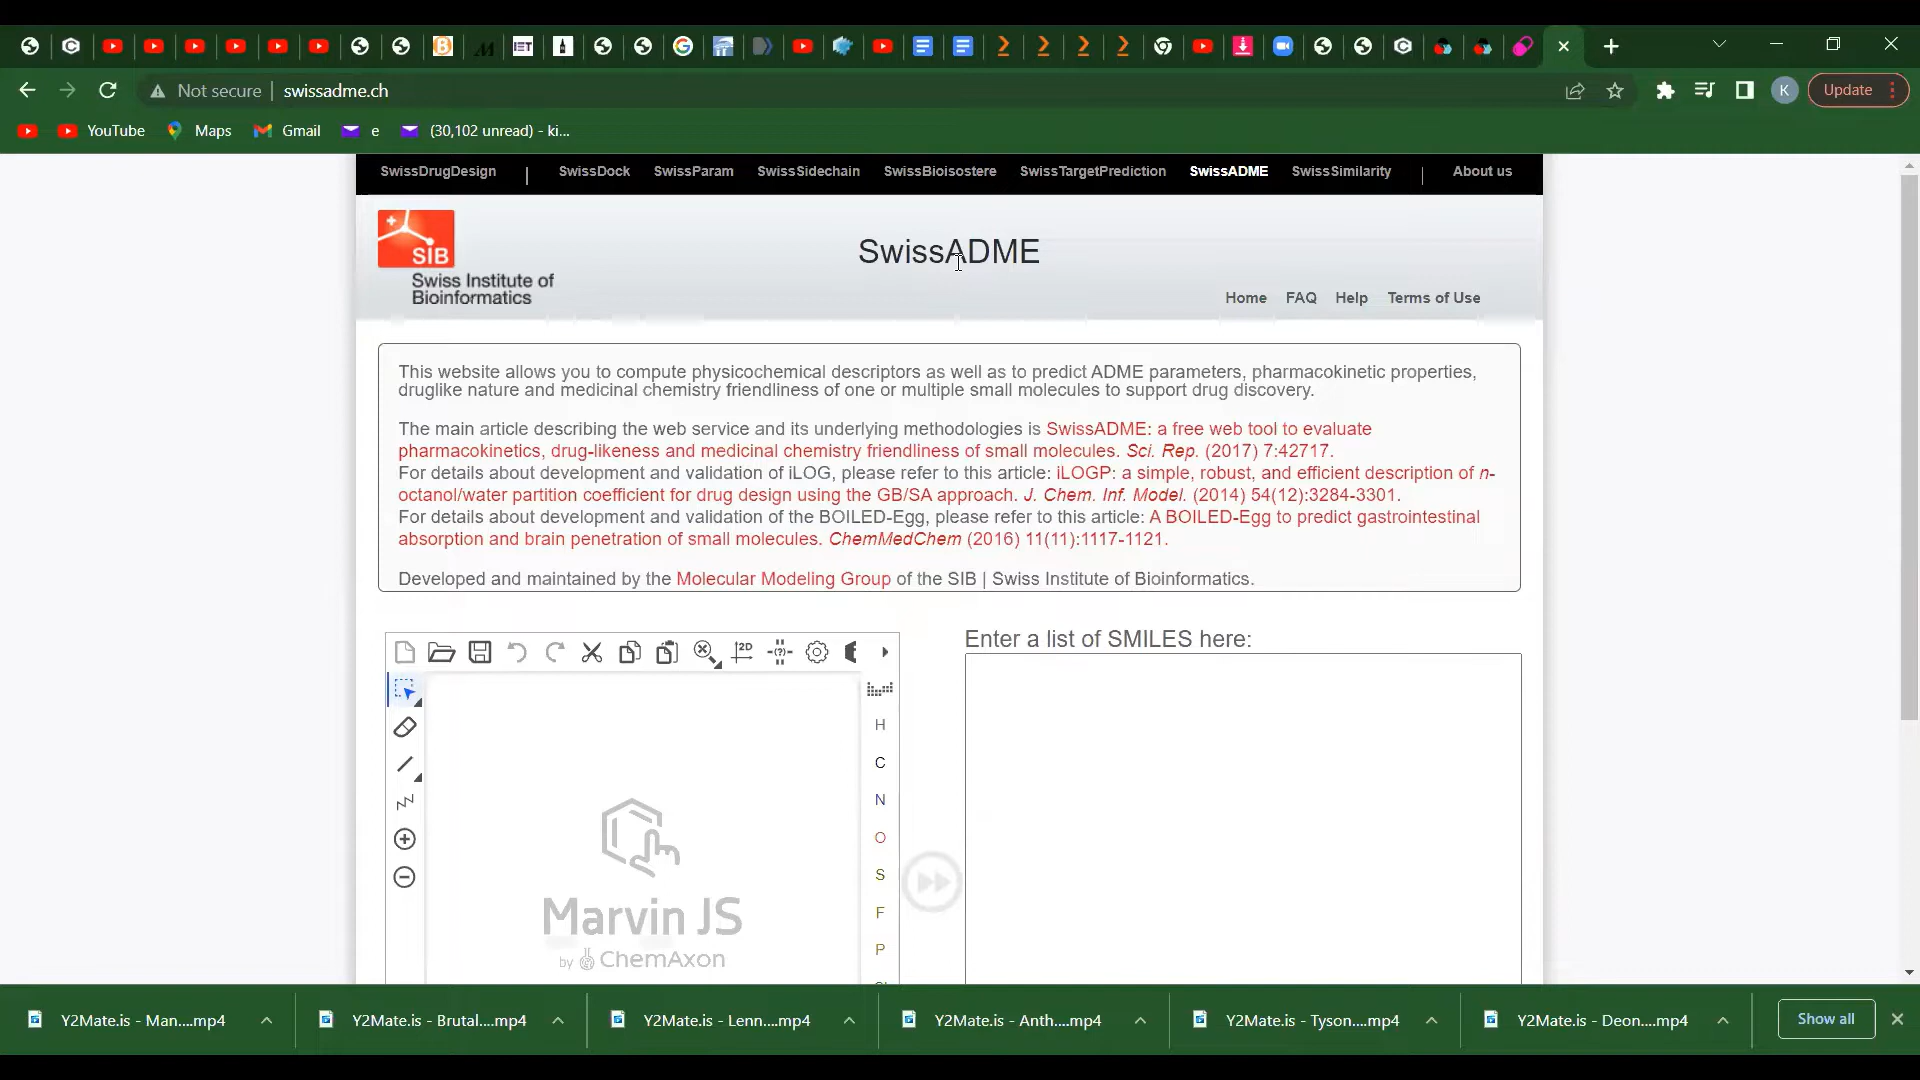 IET
Not secure
swissadme.ch
K
Update
YouTube
Maps
Gmail
e
(30,102 unread) - ki...
SwissDrugDesign | SwissDock SwissParam SwissSidechain SwissBioisostere SwissTargetPrediction SwissADME SwissSimilarity | About us
SIB
Swiss Institute of
Bioinformatics
SwissADME
Home FAQ Help Terms of Use
This website allows you to compute physicochemical descriptors as well as to predict ADME parameters, pharmacokinetic properties,
druglike nature and medicinal chemistry friendliness of one or multiple small molecules to support drug discovery.
The main article describing the web service and its underlying methodologies is SwissADME: a free web tool to evaluate
pharmacokinetics, drug-likeness and medicinal chemistry friendliness of small molecules. Sci. Rep. (2017) 7:42717.
For details about development and validation of iLOG, please refer to this article: iLOGP: a simple, robust, and efficient description of n-
octanol/water partition coefficient for drug design using the GB/SA approach. J. Chem. Inf. Model. (2014) 54(12):3284-3301.
For details about development and validation of the BOILED-Egg, please refer to this article: A BOILED-Egg to predict gastrointestinal
absorption and brain penetration of small molecules. ChemMedChem (2016) 11(11):1117-1121.
Developed and maintained by the Molecular Modeling Group of the SIB | Swiss Institute of Bioinformatics.
2D
Enter a list of SMILES here:
H
C
N
O
S
F
P
Marvin JS
by ChemAxon
Y2Mate.is - Man....mp4
Y2Mate.is - Brutal....mp4
Y2Mate.is - Lenn....mp4
Y2Mate.is - Anth....mp4
Y2Mate.is - Tyson....mp4
Y2Mate.is - Deon....mp4
Show all